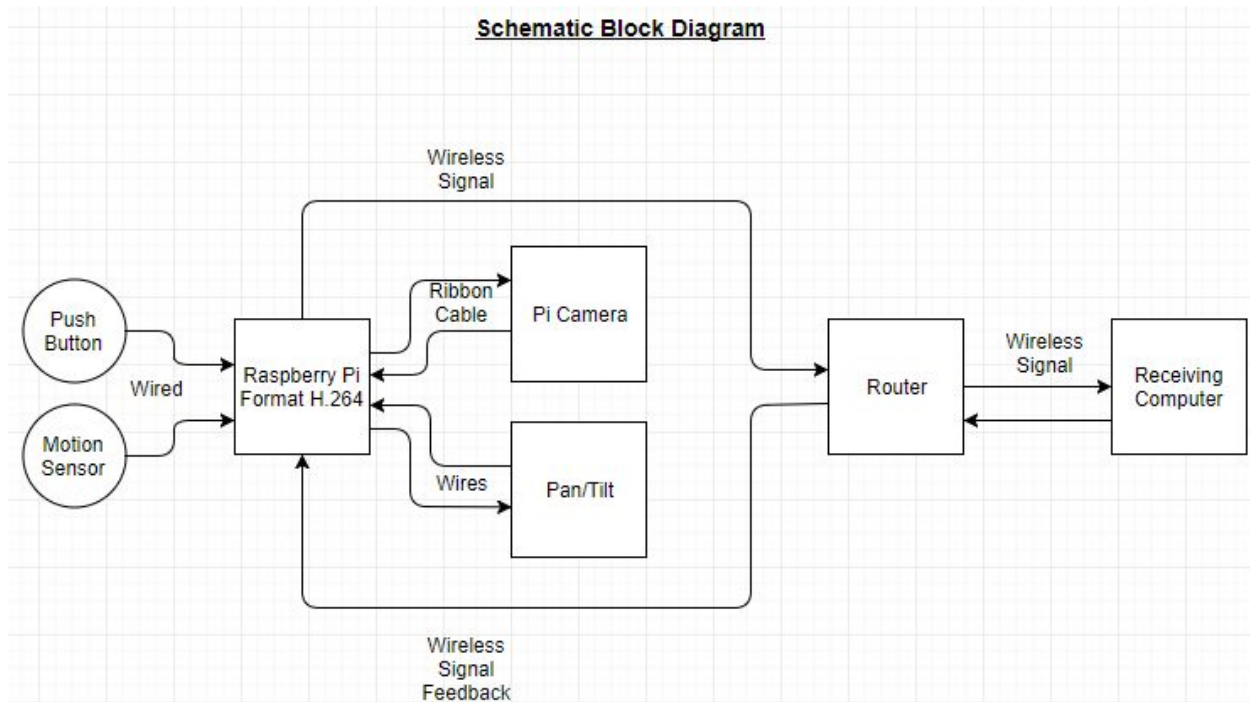 Schematic Block Diagram
Wireless
Signal
Push
Button
Wired
Motion
Sensor
Raspberry Pi
Format H.264
Ribbon
Cable
Pi Camera
Wires
Pan/Tilt
Router
Wireless
Signal
Receiving
Computer
Wireless
Signal
Feedback